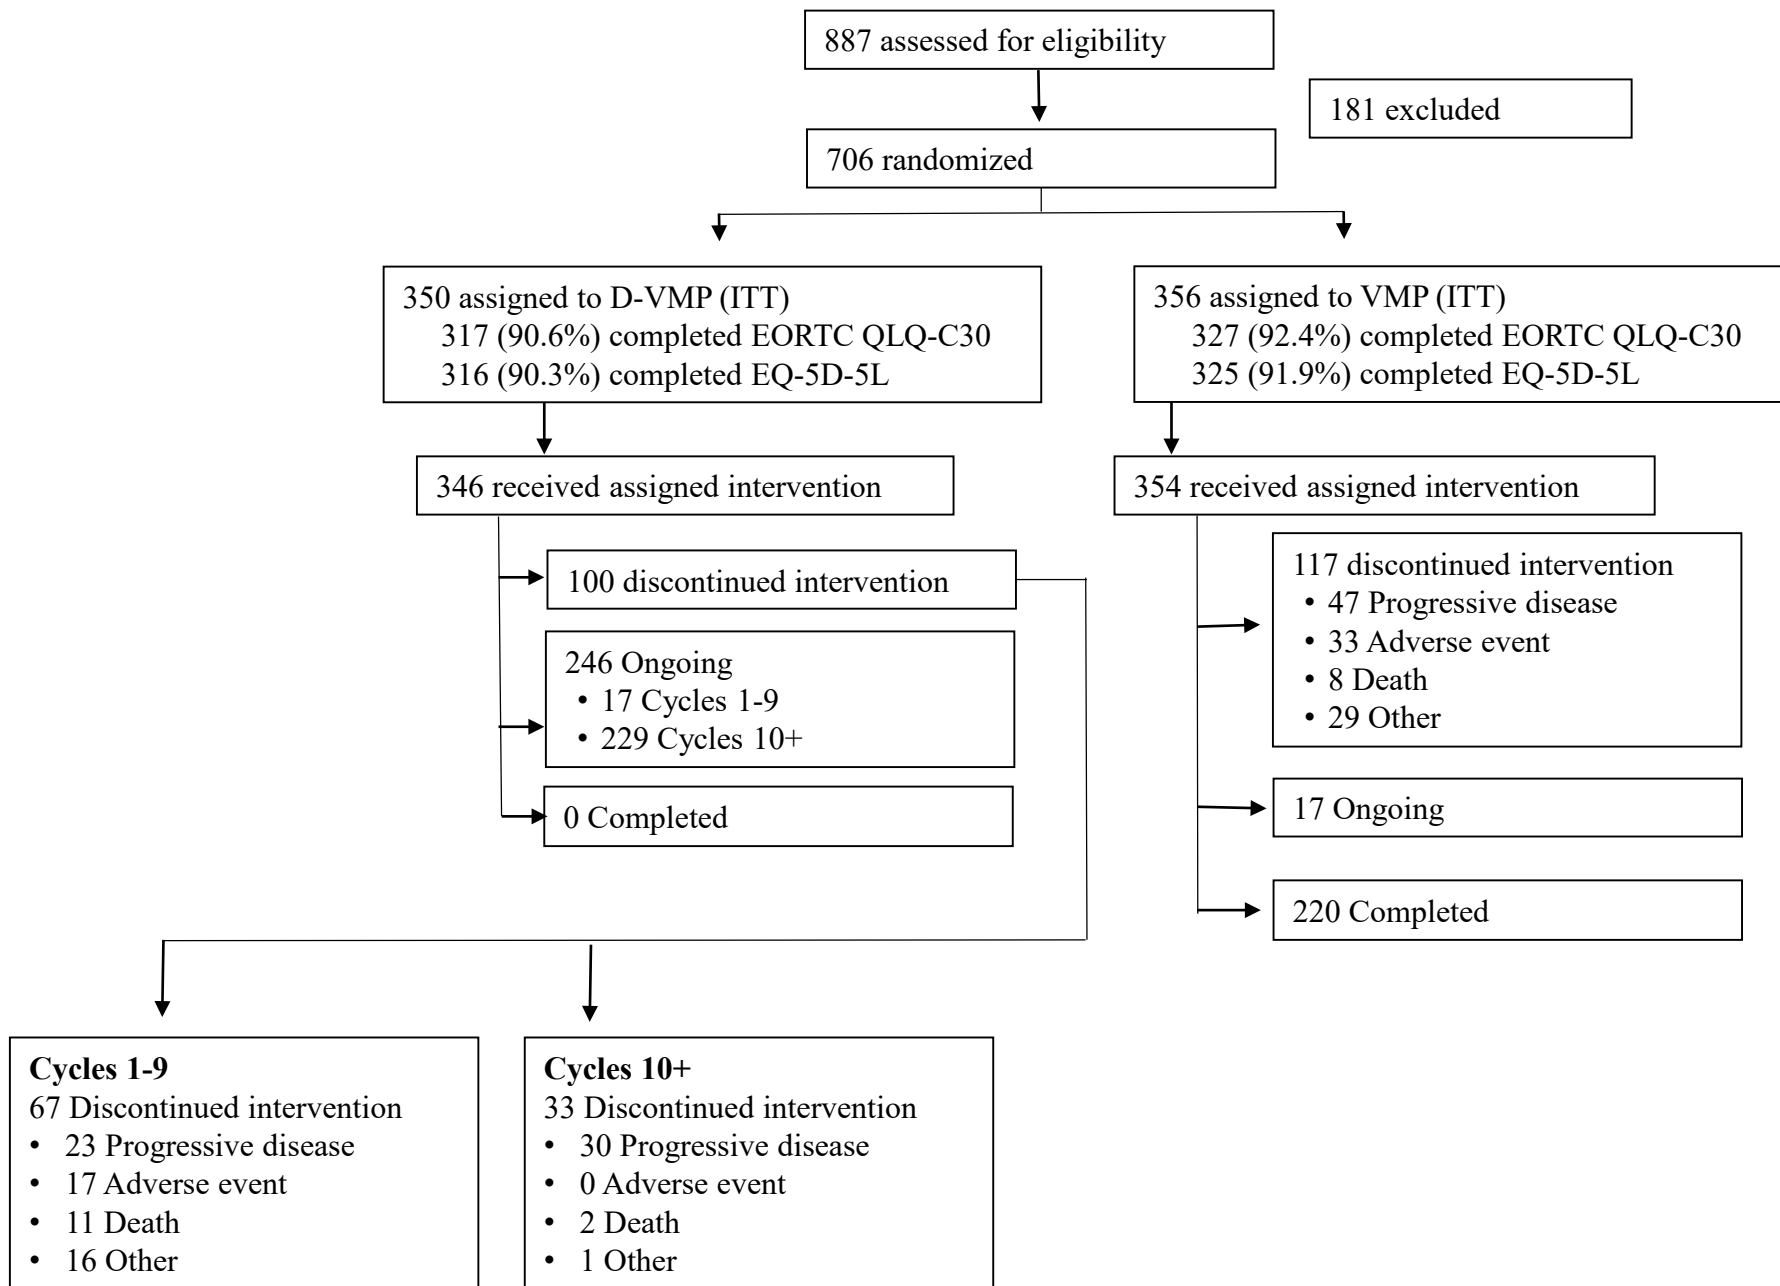 887 assessed for eligibility
181 excluded
706 randomized
350 assigned to D-VMP (ITT)
317 (90.6%) completed EORTC QLQ-C30
316 (90.3%) completed EQ-5D-5L
356 assigned to VMP (ITT)
327 (92.4%) completed EORTC QLQ-C30
325 (91.9%) completed EQ-5D-5L
346 received assigned intervention
354 received assigned intervention
100 discontinued intervention
246 Ongoing
• 17 Cycles 1-9
• 229 Cycles 10+
0 Completed
117 discontinued intervention
• 47 Progressive disease
• 33 Adverse event
• 8 Death
• 29 Other
17 Ongoing
220 Completed
Cycles 1-9
67 Discontinued intervention
• 23 Progressive disease
• 17 Adverse event
• 11 Death
• 16 Other
Cycles 10+
33 Discontinued intervention
• 30 Progressive disease
• 0 Adverse event
• 2 Death
• 1 Other